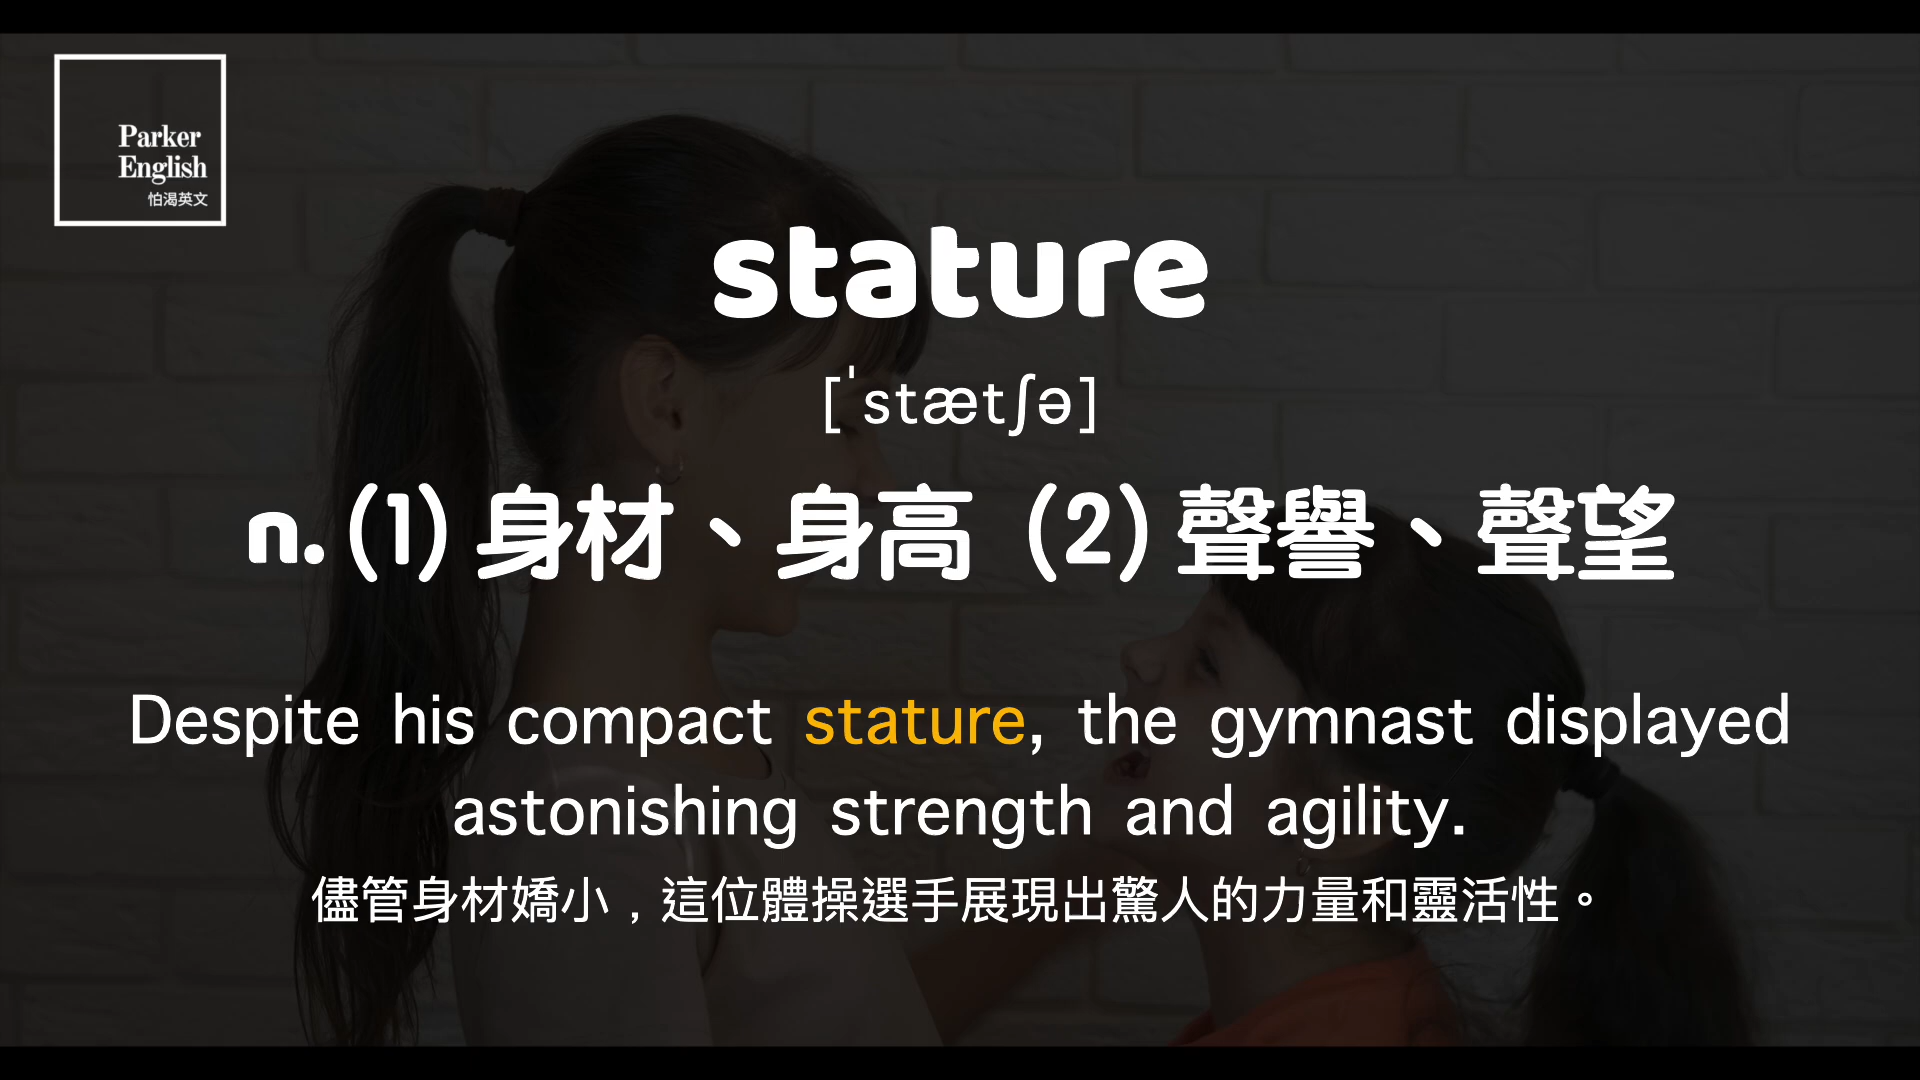 Parker
English
怕渴英文
stature
[ˈstætʃə]
n. (1) 身材、身高 (2) 聲譽、聲望
Despite his compact stature, the gymnast displayed
astonishing strength and agility.
儘管身材嬌小，這位體操選手展現出驚人的力量和靈活性。